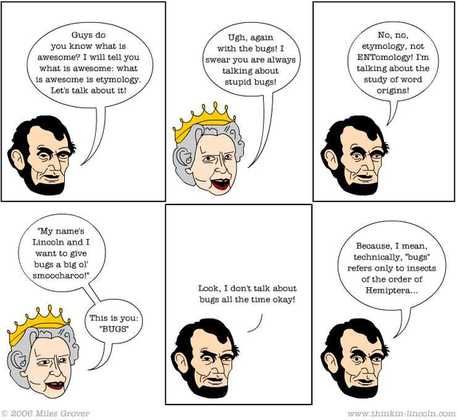 Guys do
you know what is
awesome? I will tell you
what is awesome: what
is awesome is etymology.
Let's talk about it!
Ugh, again
with the bugs! I
swear you are always
talking about
stupid bugs!
No, no,
etymology, not
ENTomology! I'm
talking about the
study of word
origins!
"My name's
Lincoln and I
want to give
bugs a big ol'
smoocharoo!"
This is you:
"BUGS"
Look, I don't talk about
bugs all the time okay!
Because, I mean,
technically, "bugs"
refers only to insects
of the order of
Hemiptera...
© 2006 Miles Grover
www.thinkin-lincoln.com